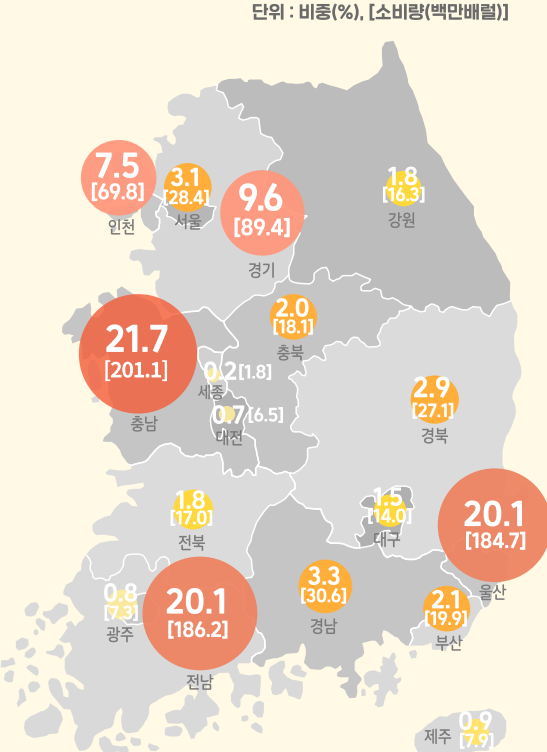 단위 : 비중(%), [소비량(백만배럴)]
7.5
[69.8]
인천
3.1
[28.4]
서울
9.6
[89.4]
경기
1.8
[16.3]
강원
21.7
[201.1]
충남
2.0
[18.1]
충북
0.2[1.8]
세종
0.7[6.5]
대전
2.9
[27.1]
경북
1.8
[17.0]
전북
1.5
[14.0]
대구
20.1
[184.7]
울산
0.8
[7.3]
광주
20.1
[186.2]
전남
3.3
[30.6]
경남
2.1
[19.9]
부산
0.9
[7.9]
제주